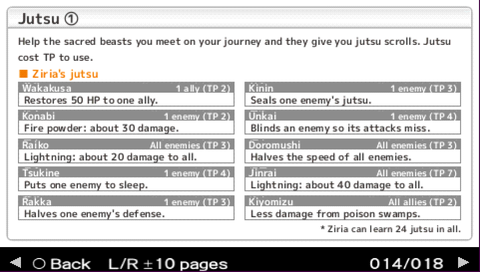 Jutsu ①
Help the sacred beasts you meet on your journey and they give you jutsu scrolls. Jutsu
cost TP to use.
■ Ziria's jutsu
Wakakusa 1 ally (TP 2)
Restores 50 HP to one ally.
Konabi 1 enemy (TP 2)
Fire powder: about 30 damage.
Raiko All enemies (TP 3)
Lightning: about 20 damage to all.
Tsukine 1 enemy (TP 4)
Puts one enemy to sleep.
Rakka 1 enemy (TP 3)
Halves one enemy's defense.
Kinin 1 enemy (TP 3)
Seals one enemy's jutsu.
Unkai 1 enemy (TP 4)
Blinds an enemy so its attacks miss.
Doromushi All enemies (TP 3)
Halves the speed of all enemies.
Jinrai All enemies (TP 7)
Lightning: about 40 damage to all.
Kiyomizu All allies (TP 2)
Less damage from poison swamps.
* Ziria can learn 24 jutsu in all.
◀ ○ Back L/R ±10 pages 014/018 ▶